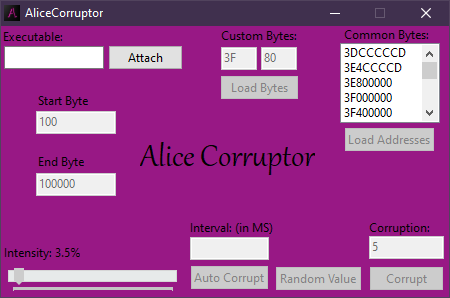 AliceCorruptor
Executable:
Attach
Custom Bytes:
3F
80
Load Bytes
Common Bytes:
3DCCCCCD
3E4CCCCD
3E800000
3F000000
3F400000
Load Addresses
Start Byte
100
End Byte
100000
Alice Corruptor
Intensity: 3.5%
Interval: (in MS)
Auto Corrupt
Random Value
Corruption:
5
Corrupt